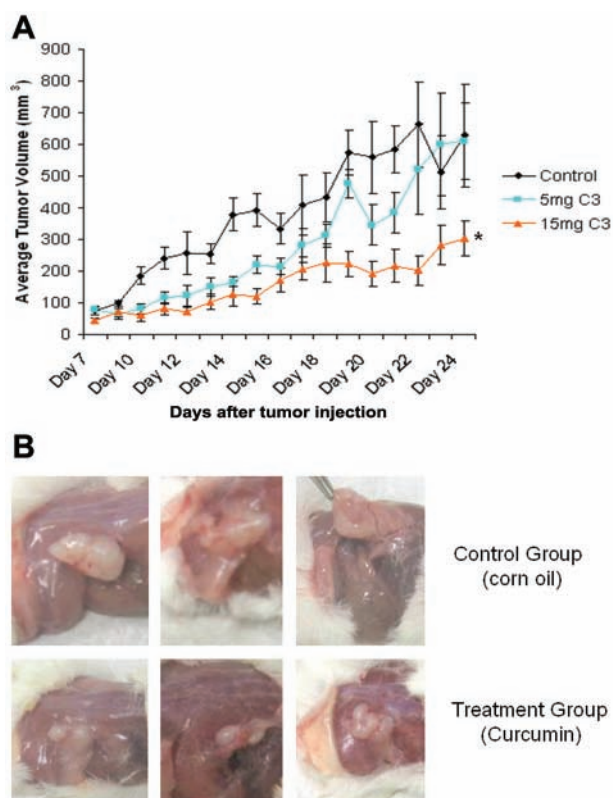 A
900
800
700
600
500
400
300
200
100
0
Average Tumor Volume (mm³)
Day 7
Day 10
Day 12
Day 14
Day 16
Day 18
Day 20
Day 22
Day 24
Days after tumor injection
Control
5mg C3
15mg C3
*
B
Control Group
(corn oil)
Treatment Group
(Curcumin)